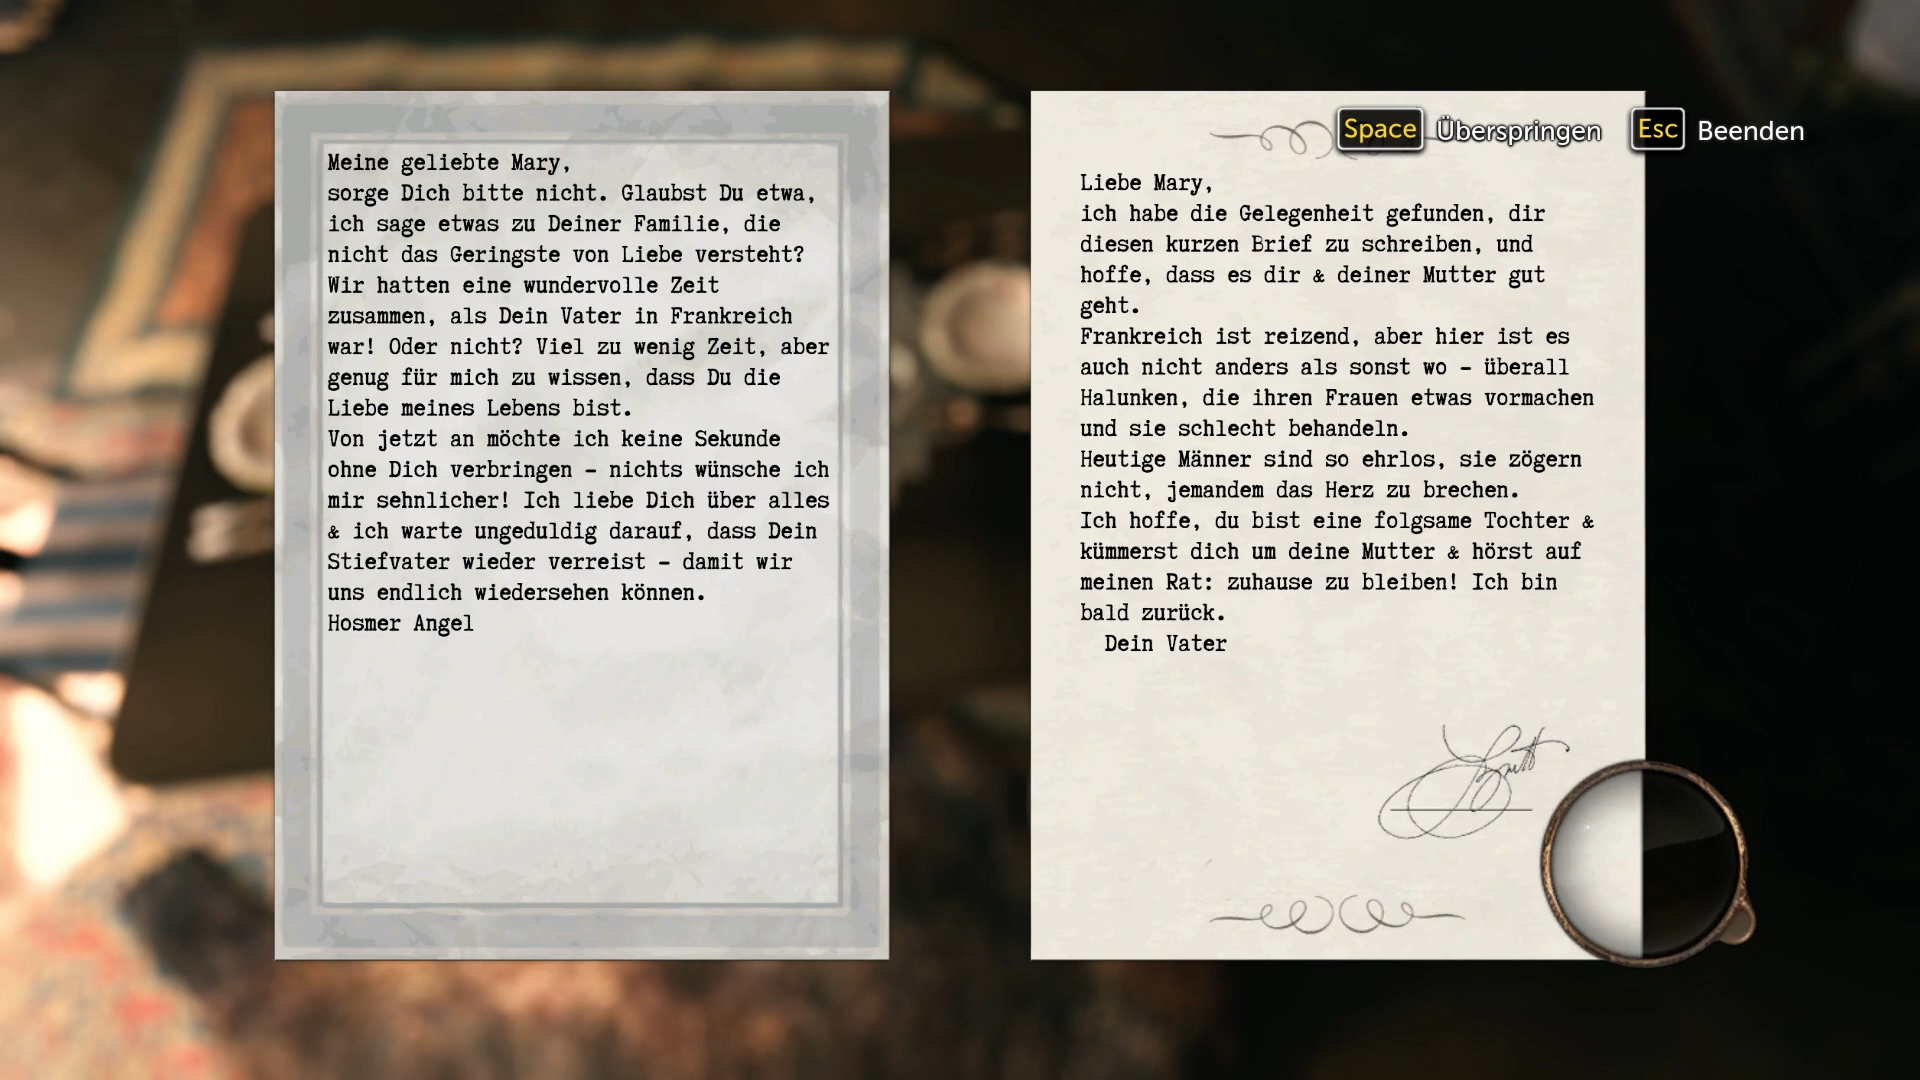 Space Überspringen Esc Beenden
Meine geliebte Mary,
sorge Dich bitte nicht. Glaubst Du etwa,
ich sage etwas zu Deiner Familie, die
nicht das Geringste von Liebe versteht?
Wir hatten eine wundervolle Zeit
zusammen, als Dein Vater in Frankreich
war! Oder nicht? Viel zu wenig Zeit, aber
genug für mich zu wissen, dass Du die
Liebe meines Lebens bist.
Von jetzt an möchte ich keine Sekunde
ohne Dich verbringen – nichts wünsche ich
mir sehnlicher! Ich liebe Dich über alles
& ich warte ungeduldig darauf, dass Dein
Stiefvater wieder verreist – damit wir
uns endlich wiedersehen können.
Hosmer Angel
Liebe Mary,
ich habe die Gelegenheit gefunden, dir
diesen kurzen Brief zu schreiben, und
hoffe, dass es dir & deiner Mutter gut
geht.
Frankreich ist reizend, aber hier ist es
auch nicht anders als sonst wo – überall
Halunken, die ihren Frauen etwas vormachen
und sie schlecht behandeln.
Heutige Männer sind so ehrlos, sie zögern
nicht, jemandem das Herz zu brechen.
Ich hoffe, du bist eine folgsame Tochter &
kümmerst dich um deine Mutter & hörst auf
meinen Rat: zuhause zu bleiben! Ich bin
bald zurück.
Dein Vater